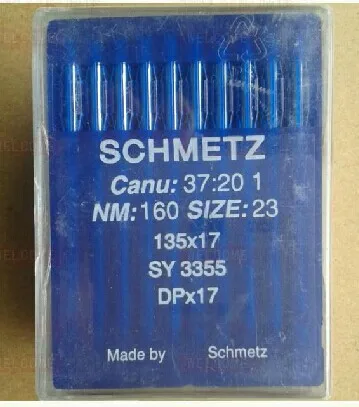 SCHMETZ
Canu: 37:20 1
NM:160 SIZE:23
135x17
SY 3355
DPx17
Made by Schmetz